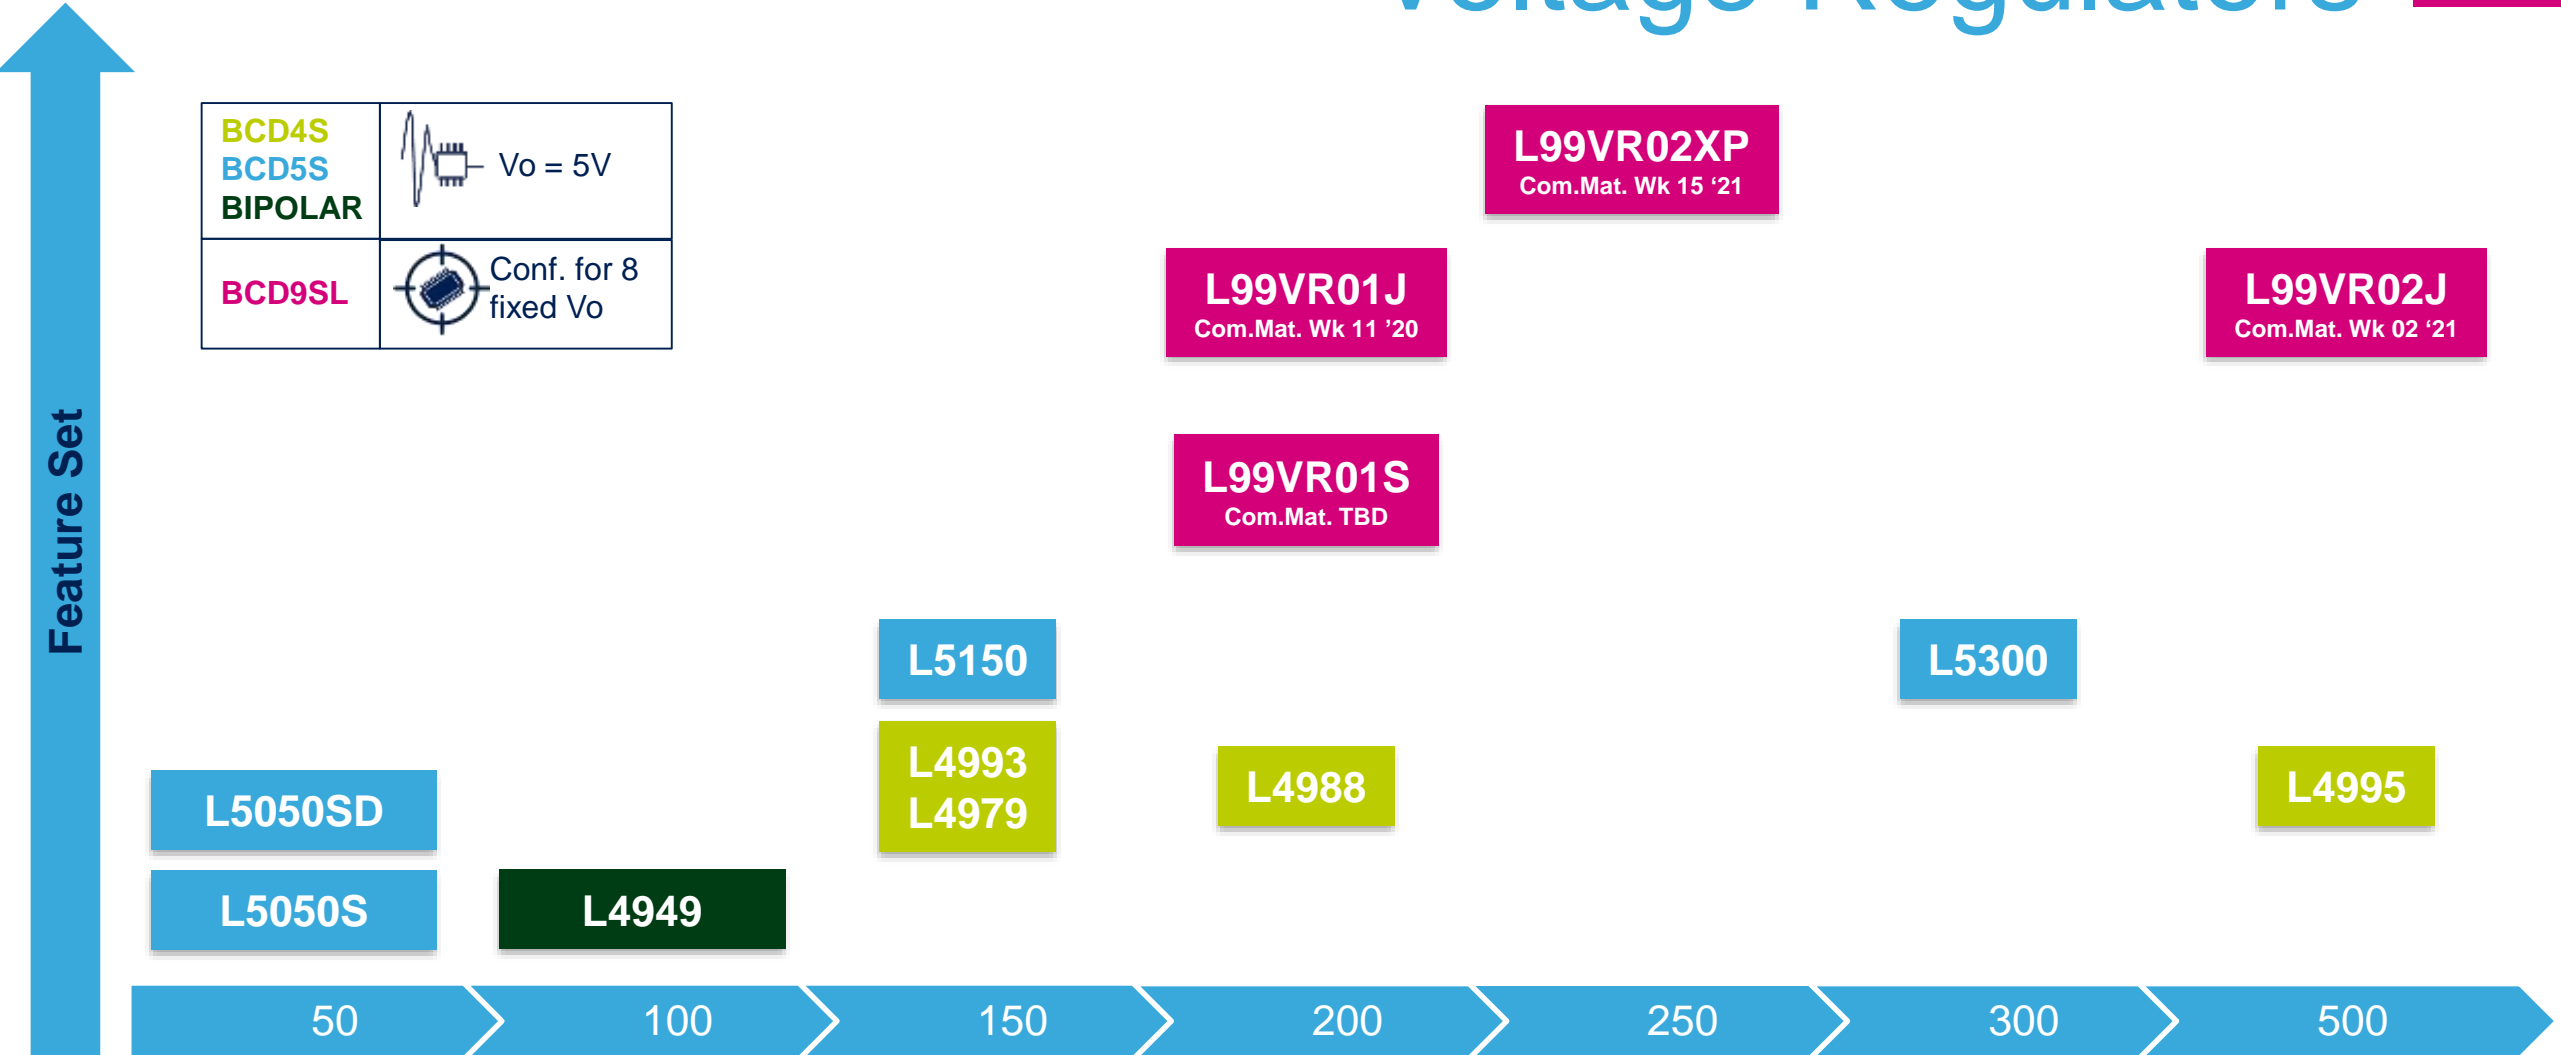 Voltage Regulators
BCD4S
BCD5S
BIPOLAR
Vo = 5V
BCD9SL
Conf. for 8
fixed Vo
L99VR02XP
Com.Mat. Wk 15 ‘21
L99VR01J
Com.Mat. Wk 11 ’20
L99VR02J
Com.Mat. Wk 02 ‘21
L99VR01S
Com.Mat. TBD
Feature Set
L5150
L5300
L4993
L4979
L4988
L4995
L5050SD
L5050S
L4949
50
100
150
200
250
300
500